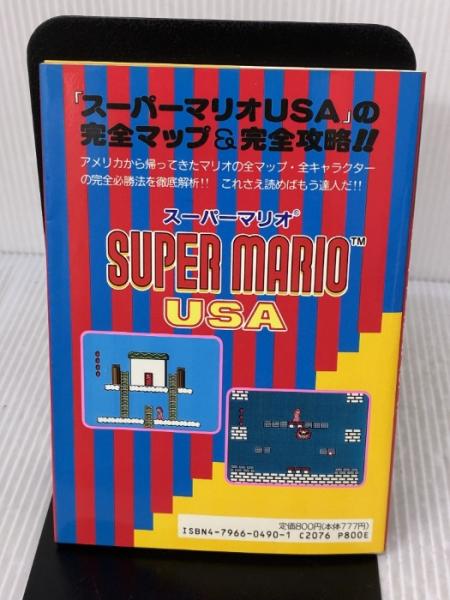 「スーパーマリオUSA」の
完全マップ&完全攻略!!
アメリカから帰ってきたマリオの全マップ・全キャラクター
の完全必勝法を徹底解析!! これさえ読めばもう達人だ!!
スーパーマリオ®
SUPER MARIO™
USA
定価800円(本体777円)
ISBN4-7966-0490-1 C2076 P800E